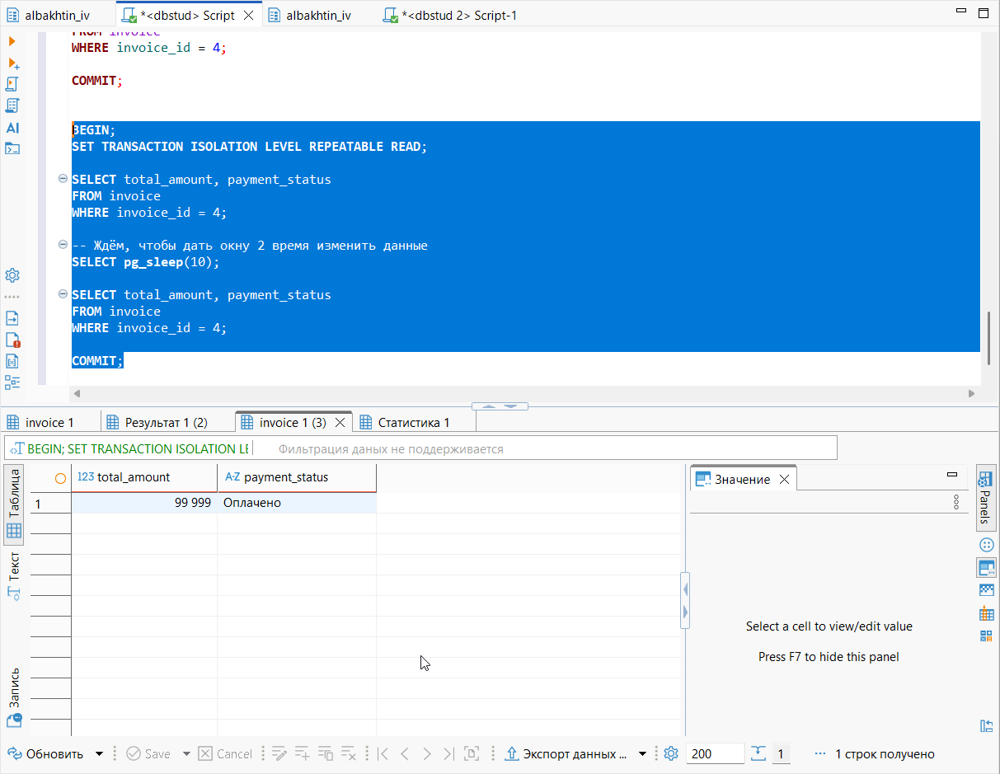 albakhtin_iv
*<dbstud> Script
albakhtin_iv
*<dbstud 2> Script-1
FROM invoice
WHERE invoice_id = 4;
COMMIT;
BEGIN;
SET TRANSACTION ISOLATION LEVEL REPEATABLE READ;
SELECT total_amount, payment_status
FROM invoice
WHERE invoice_id = 4;
-- Ждём, чтобы дать окну 2 время изменить данные
SELECT pg_sleep(10);
SELECT total_amount, payment_status
FROM invoice
WHERE invoice_id = 4;
COMMIT;
AI
invoice 1
Результат 1 (2)
invoice 1 (3)
Статистика 1
BEGIN; SET TRANSACTION ISOLATION LE
Фильтрация даных не поддерживается
Таблица
Текст
Запись
123 total_amount
A-Z payment_status
1
99 999
Оплачено
Значение
Select a cell to view/edit value
Press F7 to hide this panel
Panels
Обновить
Save
Cancel
Экспорт данных ...
200
1
... 1 строк получено